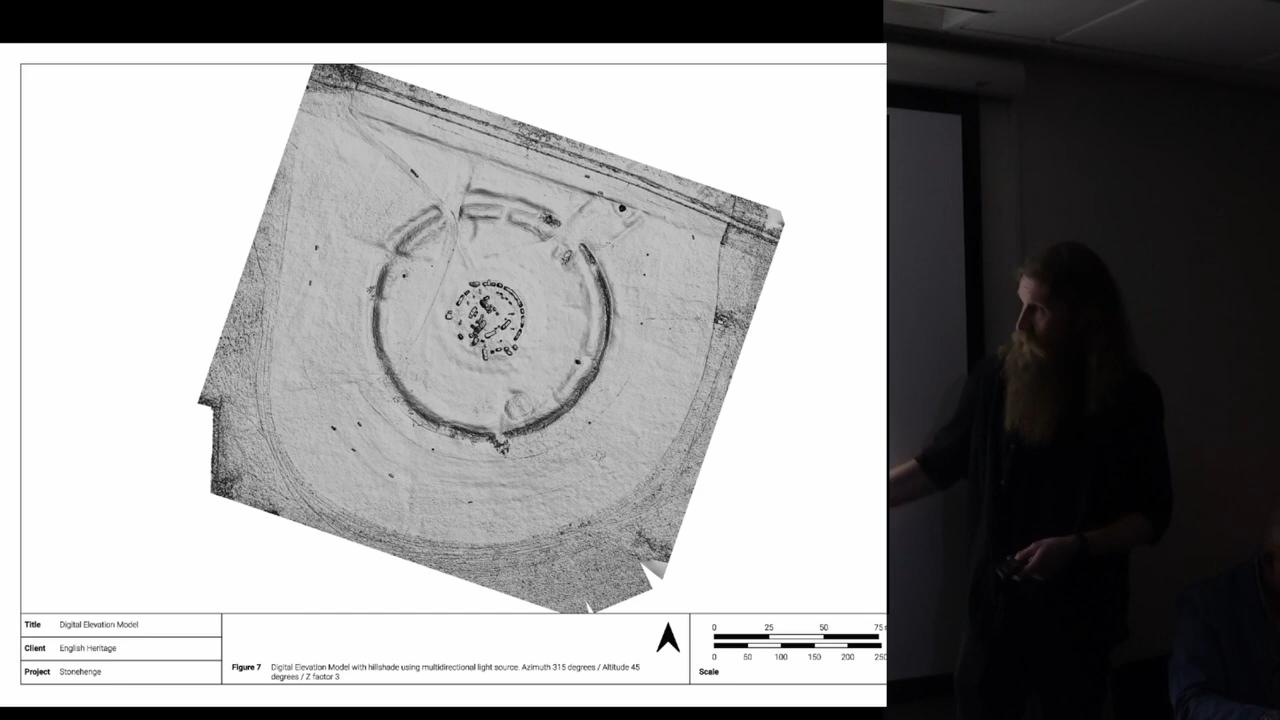 Title Digital Elevation Model
Client English Heritage
Project Stonehenge
Figure 7 Digital Elevation Model with hillshade using multidirectional light source. Azimuth 315 degrees / Altitude 45
degrees / Z factor 3
0 25 50 75
0 50 100 150 200 250
Scale